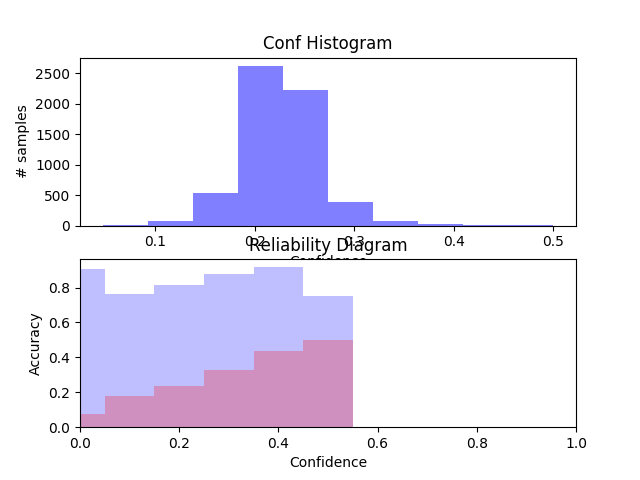 Conf Histogram
2500
2000
1500
1000
500
0
# samples
0.1 0.2 0.3 0.4 0.5
Confidence
Reliability Diagram
0.8
0.6
0.4
0.2
0.0
Accuracy
0.0 0.2 0.4 0.6 0.8 1.0
Confidence